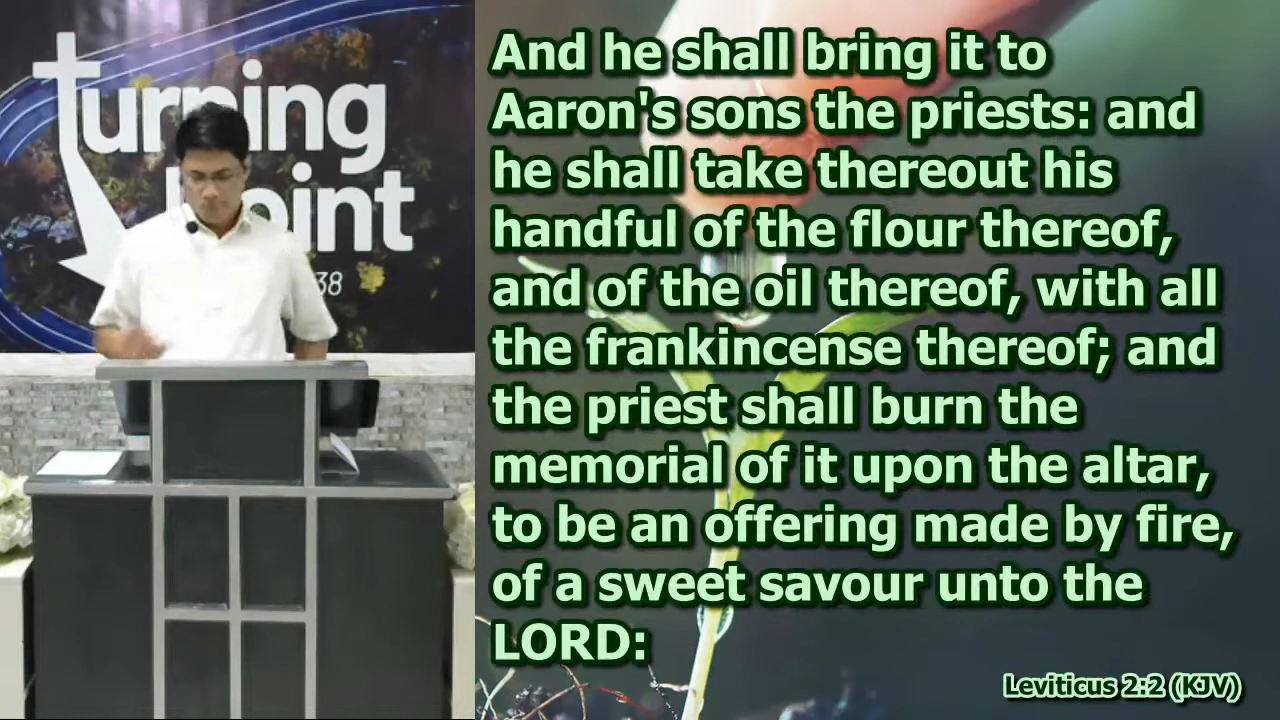 turning
point
38
And he shall bring it to
Aaron's sons the priests: and
he shall take thereout his
handful of the flour thereof,
and of the oil thereof, with all
the frankincense thereof; and
the priest shall burn the
memorial of it upon the altar,
to be an offering made by fire,
of a sweet savour unto the
LORD:
Leviticus 2:2 (KJV)